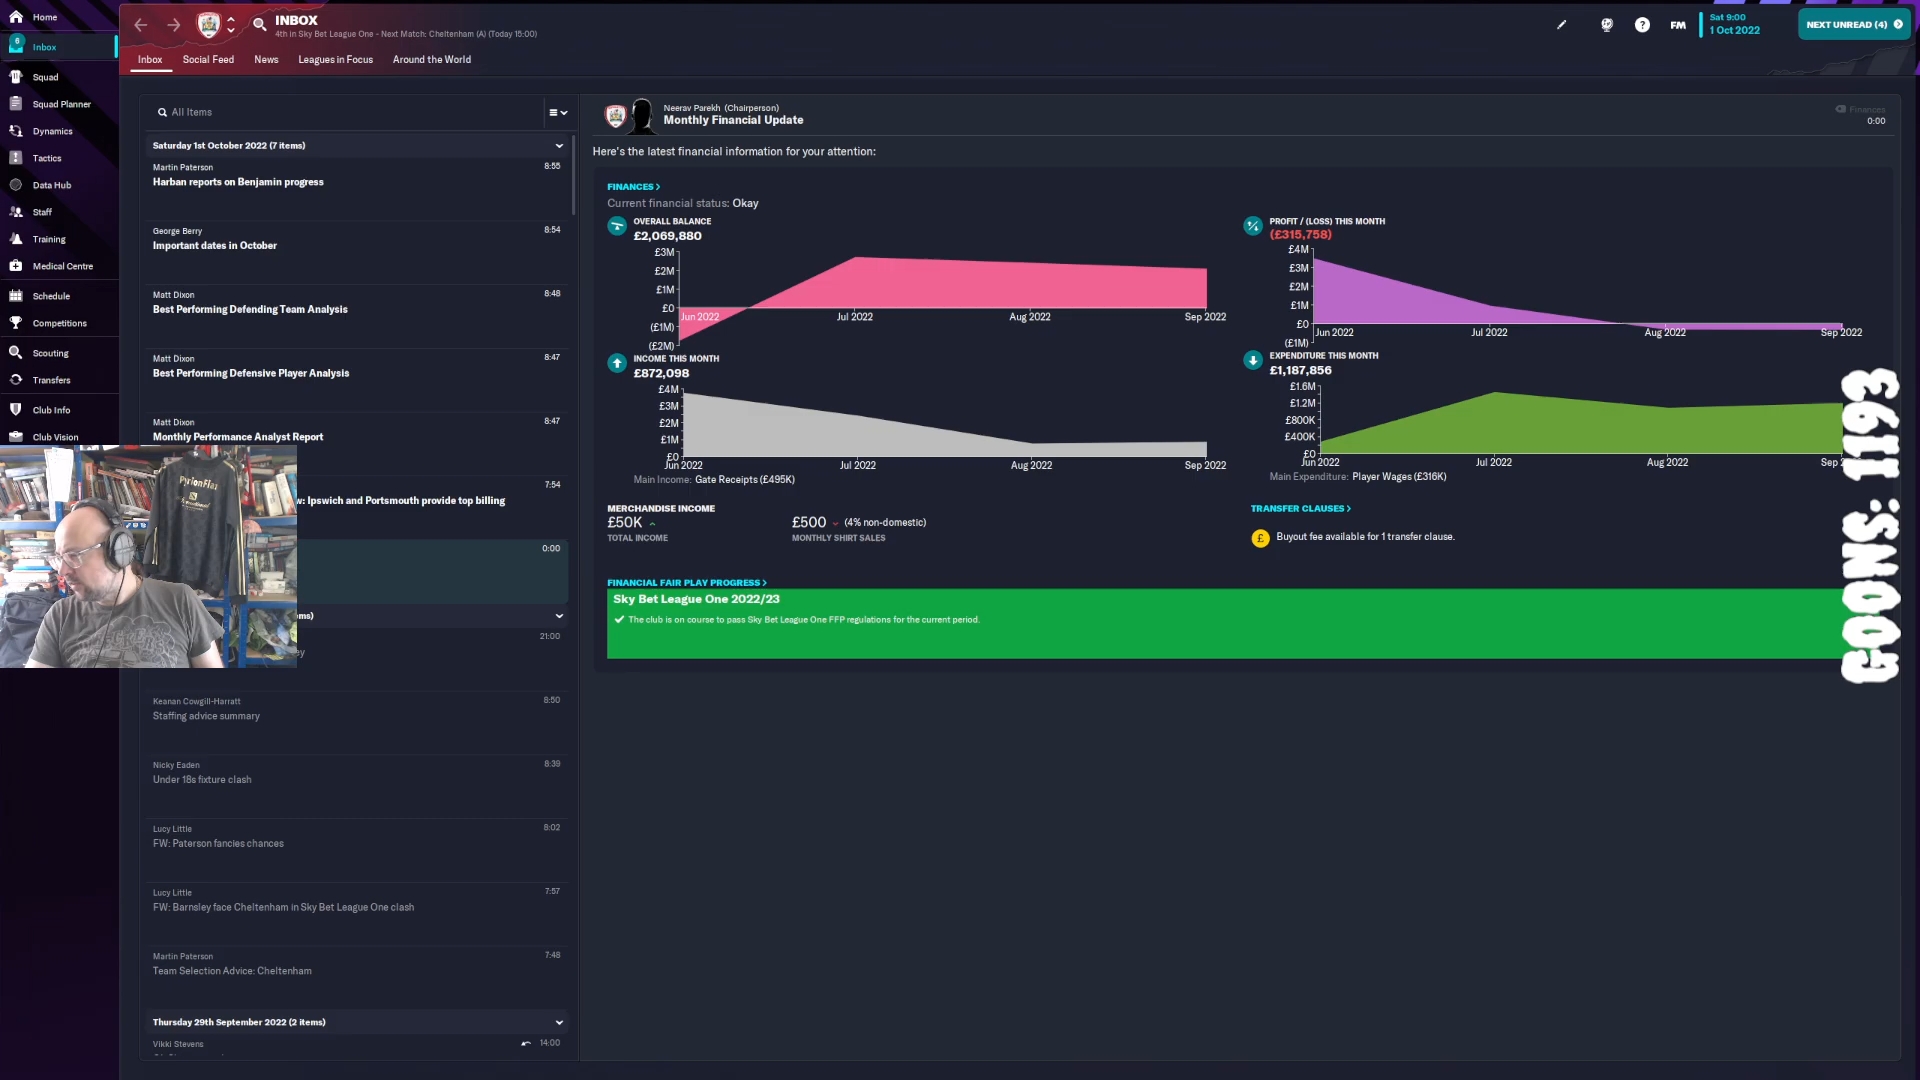 Home
INBOX
4th in Sky Bet League One - Next Match: Cheltenham (A) (Today 15:00)
FM
Sat 9:00
1 Oct 2022
NEXT UNREAD (4)
6
Inbox
Inbox
Social Feed
News
Leagues in Focus
Around the World
Squad
Squad Planner
Dynamics
Tactics
Data Hub
Staff
Training
Medical Centre
Schedule
Competitions
Scouting
Transfers
Club Info
Club Vision
All Items
Saturday 1st October 2022 (7 items)
Martin Paterson
8:55
Harban reports on Benjamin progress
George Berry
8:54
Important dates in October
Matt Dixon
8:48
Best Performing Defending Team Analysis
Matt Dixon
8:47
Best Performing Defensive Player Analysis
Matt Dixon
8:47
Monthly Performance Analyst Report
7:54
w: Ipswich and Portsmouth provide top billing
0:00
ms)
21:00
ey
Keanan Cowgill-Harratt
8:50
Staffing advice summary
Nicky Eaden
8:39
Under 18s fixture clash
Lucy Little
8:02
FW: Paterson fancies chances
Lucy Little
7:57
FW: Barnsley face Cheltenham in Sky Bet League One clash
Martin Paterson
7:48
Team Selection Advice: Cheltenham
Thursday 29th September 2022 (2 items)
Vikki Stevens
14:00
Neerav Parekh (Chairperson)
Monthly Financial Update
Finances
0:00
Here's the latest financial information for your attention:
FINANCES >
Current financial status: Okay
OVERALL BALANCE
£2,069,880
£3M
£2M
£1M
£0
(£1M)
(£2M)
Jun 2022
Jul 2022
Aug 2022
Sep 2022
PROFIT / (LOSS) THIS MONTH
(£315,758)
£4M
£3M
£2M
£1M
£0
(£1M)
Jun 2022
Jul 2022
Aug 2022
Sep 2022
INCOME THIS MONTH
£872,098
£4M
£3M
£2M
£1M
£0
Jun 2022
Jul 2022
Aug 2022
Sep 2022
Main Income: Gate Receipts (£495K)
EXPENDITURE THIS MONTH
£1,187,856
£1.6M
£1.2M
£800K
£400K
£0
Jun 2022
Jul 2022
Aug 2022
Sep
Main Expenditure: Player Wages (£316K)
MERCHANDISE INCOME
£50K
TOTAL INCOME
£500 (4% non-domestic)
MONTHLY SHIRT SALES
TRANSFER CLAUSES >
£ Buyout fee available for 1 transfer clause.
FINANCIAL FAIR PLAY PROGRESS >
Sky Bet League One 2022/23
The club is on course to pass Sky Bet League One FFP regulations for the current period.
GOONS: 1193
PyrionFlax